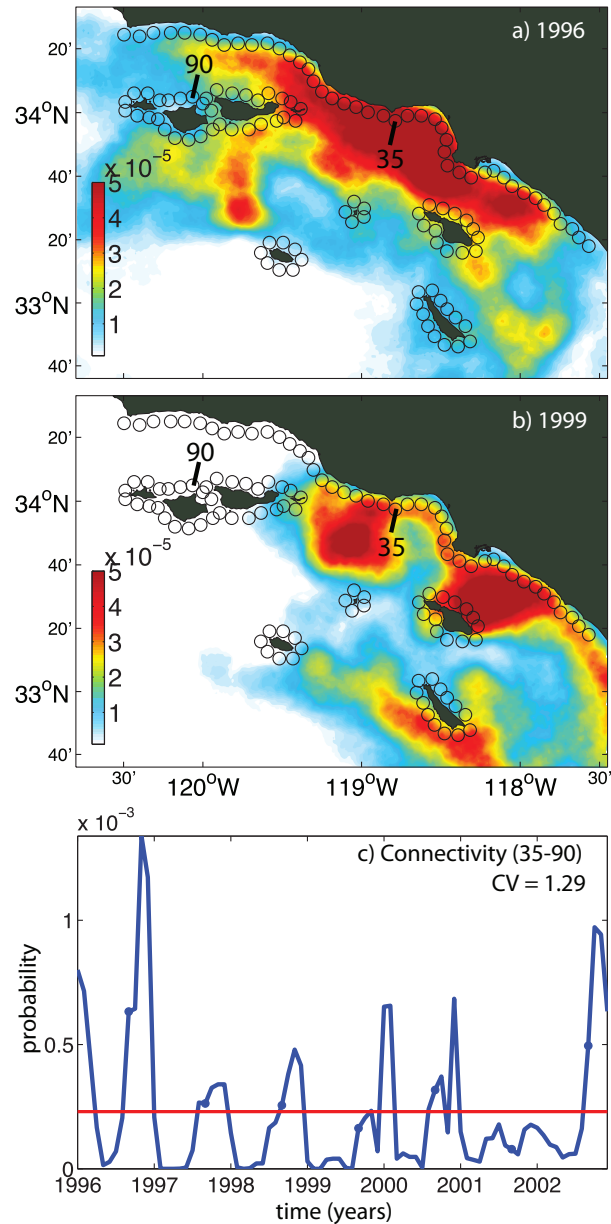 a) 1996
20'
90
34°N
35
40'
x 10⁻⁵
5
4
3
2
1
20'
33°N
40'
b) 1999
20'
90
34°N
35
40'
x 10⁻⁵
5
4
3
2
1
20'
33°N
40'
30' 120°W 119°W 118°W 30'
x 10⁻³
c) Connectivity (35-90)
CV = 1.29
1
0.5
0
probability
1996 1997 1998 1999 2000 2001 2002
time (years)